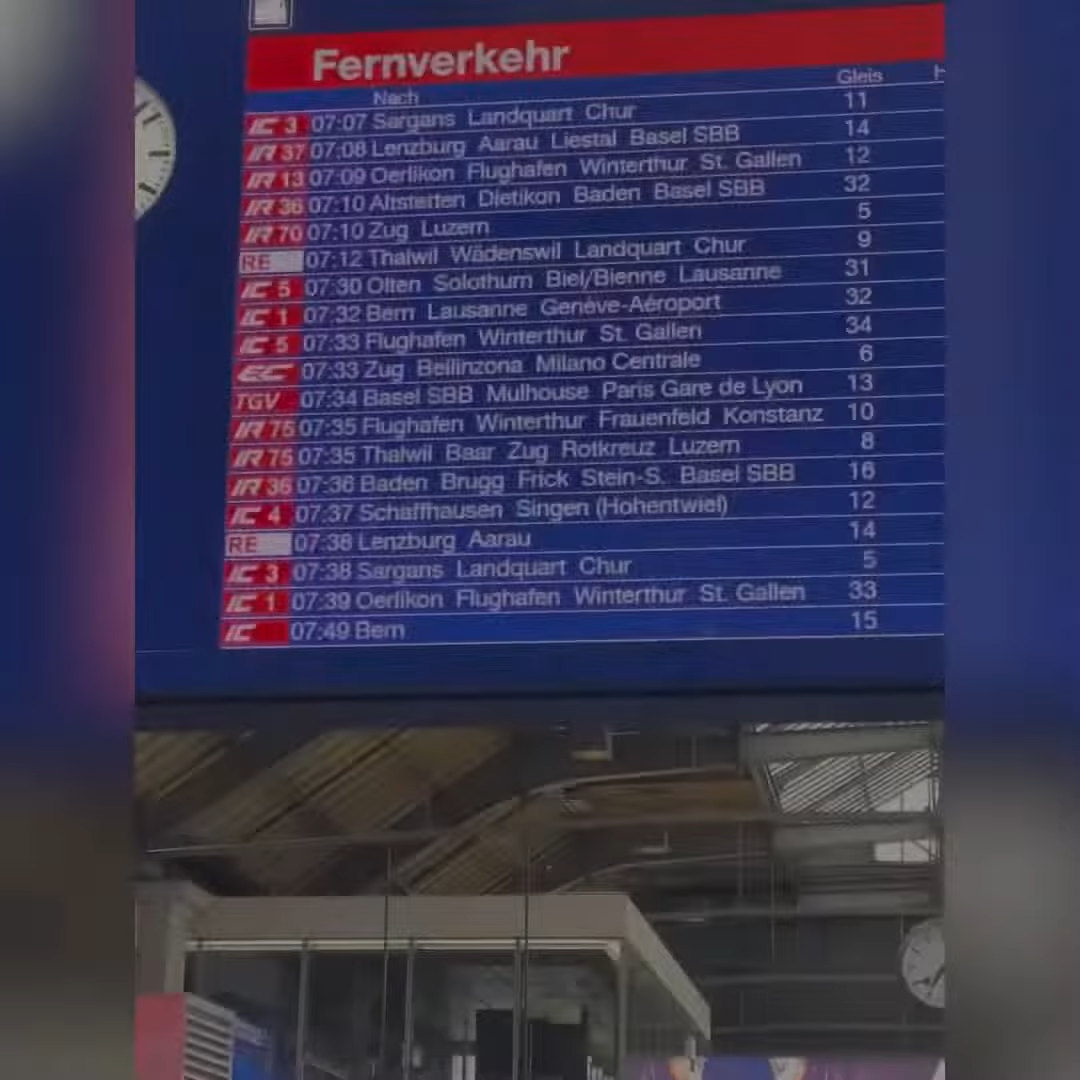 Fernverkehr
Nach Gleis
IC 3 07:07 Sargans Landquart Chur 11
IR 37 07:08 Lenzburg Aarau Liestal Basel SBB 14
IR 13 07:09 Oerlikon Flughafen Winterthur St. Gallen 12
IR 36 07:10 Altstetten Dietikon Baden Basel SBB 32
IR 70 07:10 Zug Luzern 5
RE 07:12 Thalwil Wädenswil Landquart Chur 9
IC 5 07:30 Olten Solothurn Biel/Bienne Lausanne 31
IC 1 07:32 Bern Lausanne Genève-Aéroport 32
IC 5 07:33 Flughafen Winterthur St. Gallen 34
EC 07:33 Zug Bellinzona Milano Centrale 6
TGV 07:34 Basel SBB Mulhouse Paris Gare de Lyon 13
IR 75 07:35 Flughafen Winterthur Frauenfeld Konstanz 10
IR 75 07:35 Thalwil Baar Zug Rotkreuz Luzern 8
IR 36 07:36 Baden Brugg Frick Stein-S. Basel SBB 16
IC 4 07:37 Schaffhausen Singen (Hohentwiel) 12
RE 07:38 Lenzburg Aarau 14
IC 3 07:38 Sargans Landquart Chur 5
IC 1 07:39 Oerlikon Flughafen Winterthur St. Gallen 33
IC 07:49 Bern 15